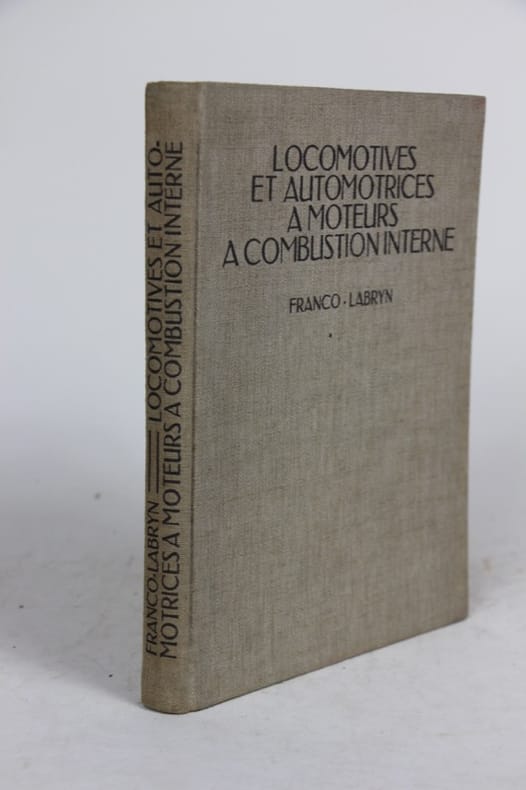 LOCOMOTIVES
ET AUTOMOTRICES
A MOTEURS
A COMBUSTION INTERNE
FRANCO - LABRYN
FRANCO-LABRYN — LOCOMOTIVES ET AUTO-
MOTRICES A MOTEURS A COMBUSTION INTERNE